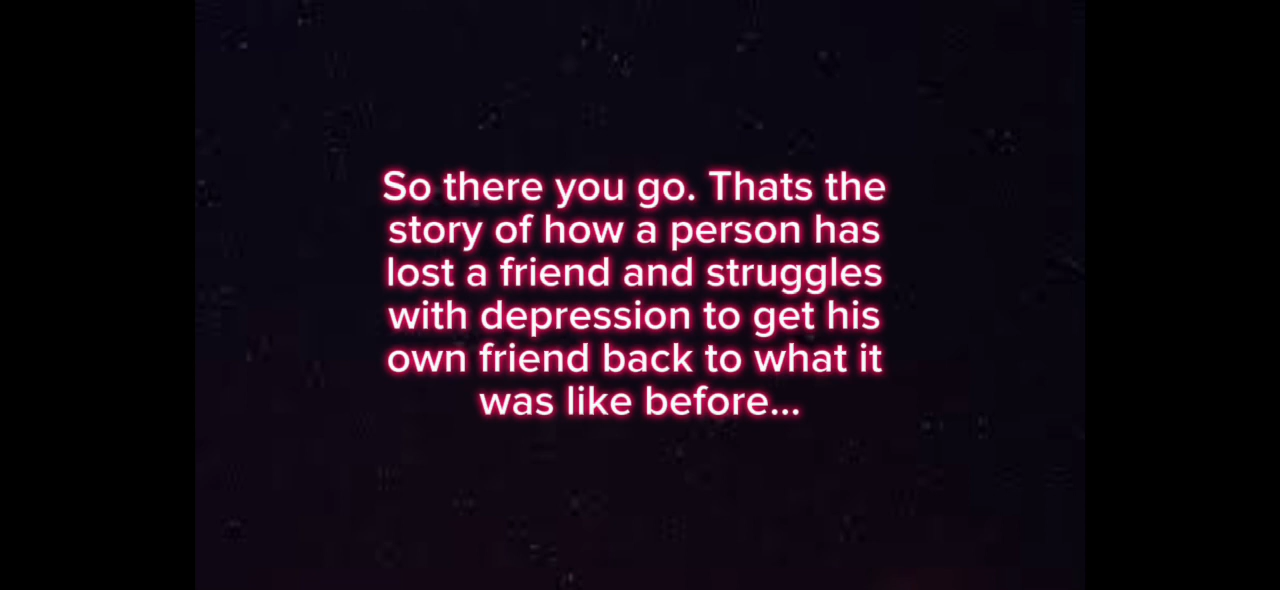 So there you go. Thats the
story of how a person has
lost a friend and struggles
with depression to get his
own friend back to what it
was like before...